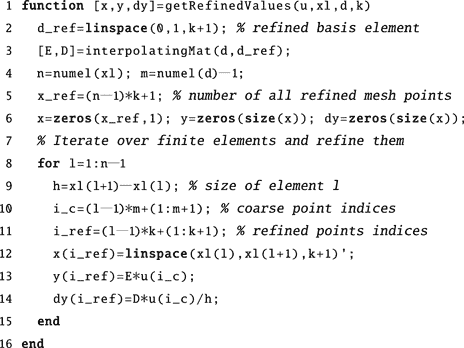 1 function [x,y,dy]=getRefinedValues(u,xl,d,k)
2 d_ref=linspace(0,1,k+1); % refined basis element
3 [E,D]=interpolatingMat(d,d_ref);
4 n=numel(xl); m=numel(d)−1;
5 x_ref=(n−1)*k+1; % number of all refined mesh points
6 x=zeros(x_ref,1); y=zeros(size(x)); dy=zeros(size(x));
7 % Iterate over finite elements and refine them
8 for l=1:n−1
9 h=xl(l+1)−xl(l); % size of element l
10 i_c=(l−1)*m+(1:m+1); % coarse point indices
11 i_ref=(l−1)*k+(1:k+1); % refined points indices
12 x(i_ref)=linspace(xl(l),xl(l+1),k+1)';
13 y(i_ref)=E*u(i_c);
14 dy(i_ref)=D*u(i_c)/h;
15 end
16 end